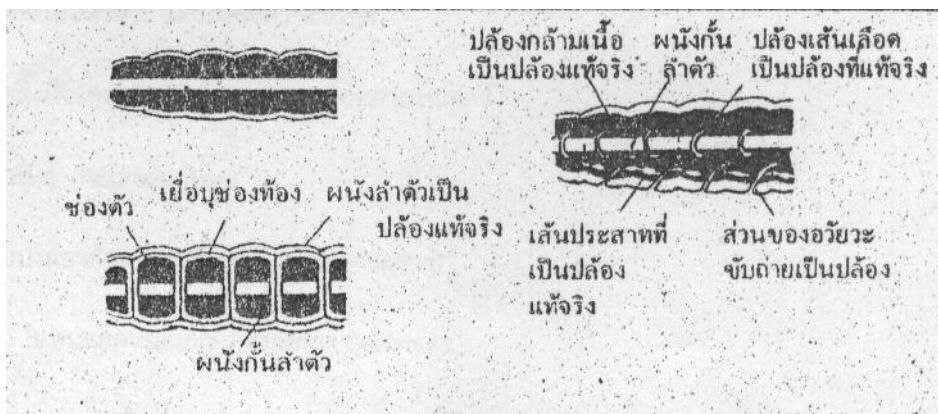 ปล้องกล้ามเนื้อ
เป็นปล้องแท้จริง
ผนังกั้น
ลำตัว
ปล้องเส้นเลือด
เป็นปล้องที่แท้จริง
ช่องตัว
เยื่อบุช่องท้อง
ผนังลำตัวเป็น
ปล้องแท้จริง
ผนังกั้นลำตัว
เส้นประสาทที่
เป็นปล้อง
แท้จริง
ส่วนของอวัยวะ
ขับถ่ายเป็นปล้อง